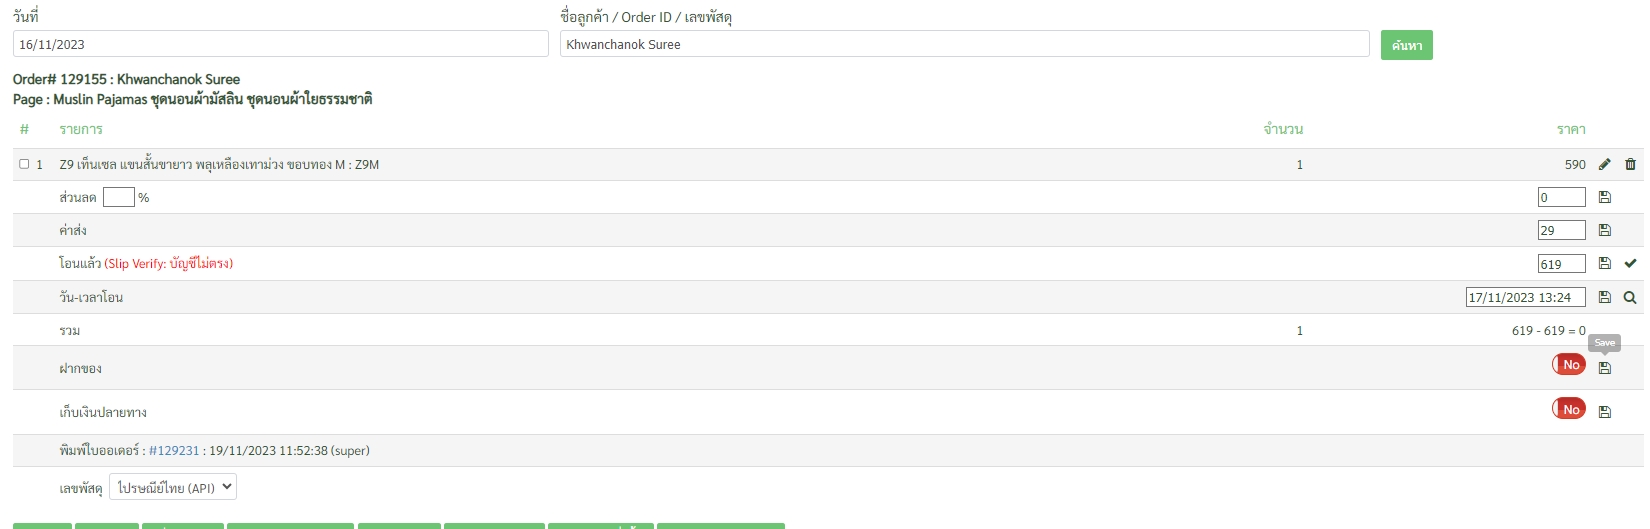 วันที่ ชื่อลูกค้า / Order ID / เลขพัสดุ
16/11/2023 Khwanchanok Suree ค้นหา
Order# 129155 : Khwanchanok Suree
Page : Muslin Pajamas ชุดนอนผ้ามัสลิน ชุดนอนผ้าใยธรรมชาติ
# รายการ จำนวน ราคา
1 Z9 เท็นเซล แขนสั้นขายาว พลุเหลืองเทาม่วง ขอบทอง M : Z9M 1 590
ส่วนลด % 0
ค่าส่ง 29
โอนแล้ว (Slip Verify: บัญชีไม่ตรง) 619
วัน-เวลาโอน 17/11/2023 13:24
รวม 1 619 - 619 = 0
Save
ฝากของ No
เก็บเงินปลายทาง No
พิมพ์ใบออเดอร์ : #129231 : 19/11/2023 11:52:38 (super)
เลขพัสดุ ไปรษณีย์ไทย (API)